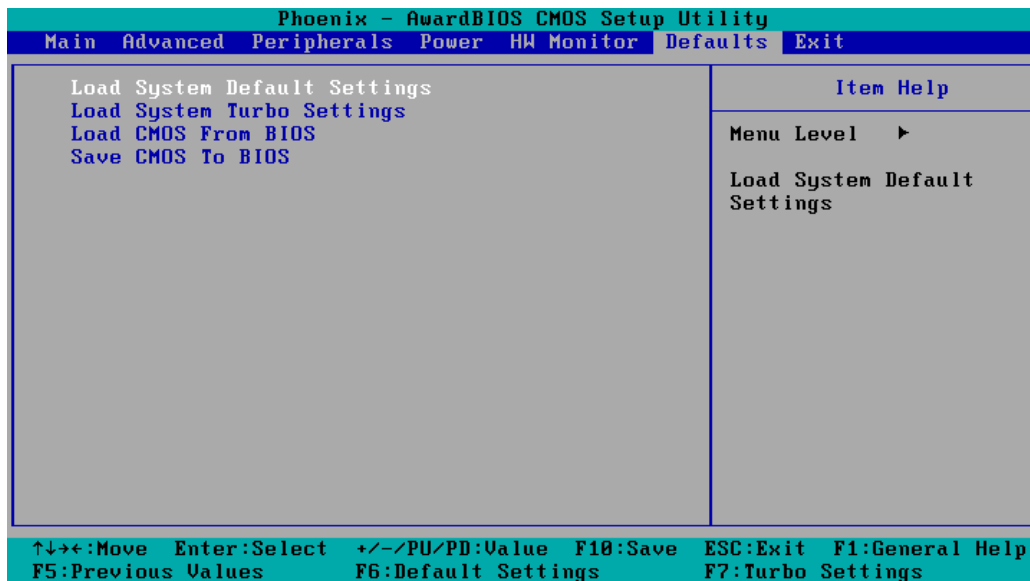 Phoenix - AwardBIOS CMOS Setup Utility
Main Advanced Peripherals Power HW Monitor Defaults Exit
Load System Default Settings
Load System Turbo Settings
Load CMOS From BIOS
Save CMOS To BIOS
Item Help
Menu Level ▶
Load System Default
Settings
↑↓→←:Move Enter:Select +/-/PU/PD:Value F10:Save ESC:Exit F1:General Help
F5:Previous Values F6:Default Settings F7:Turbo Settings